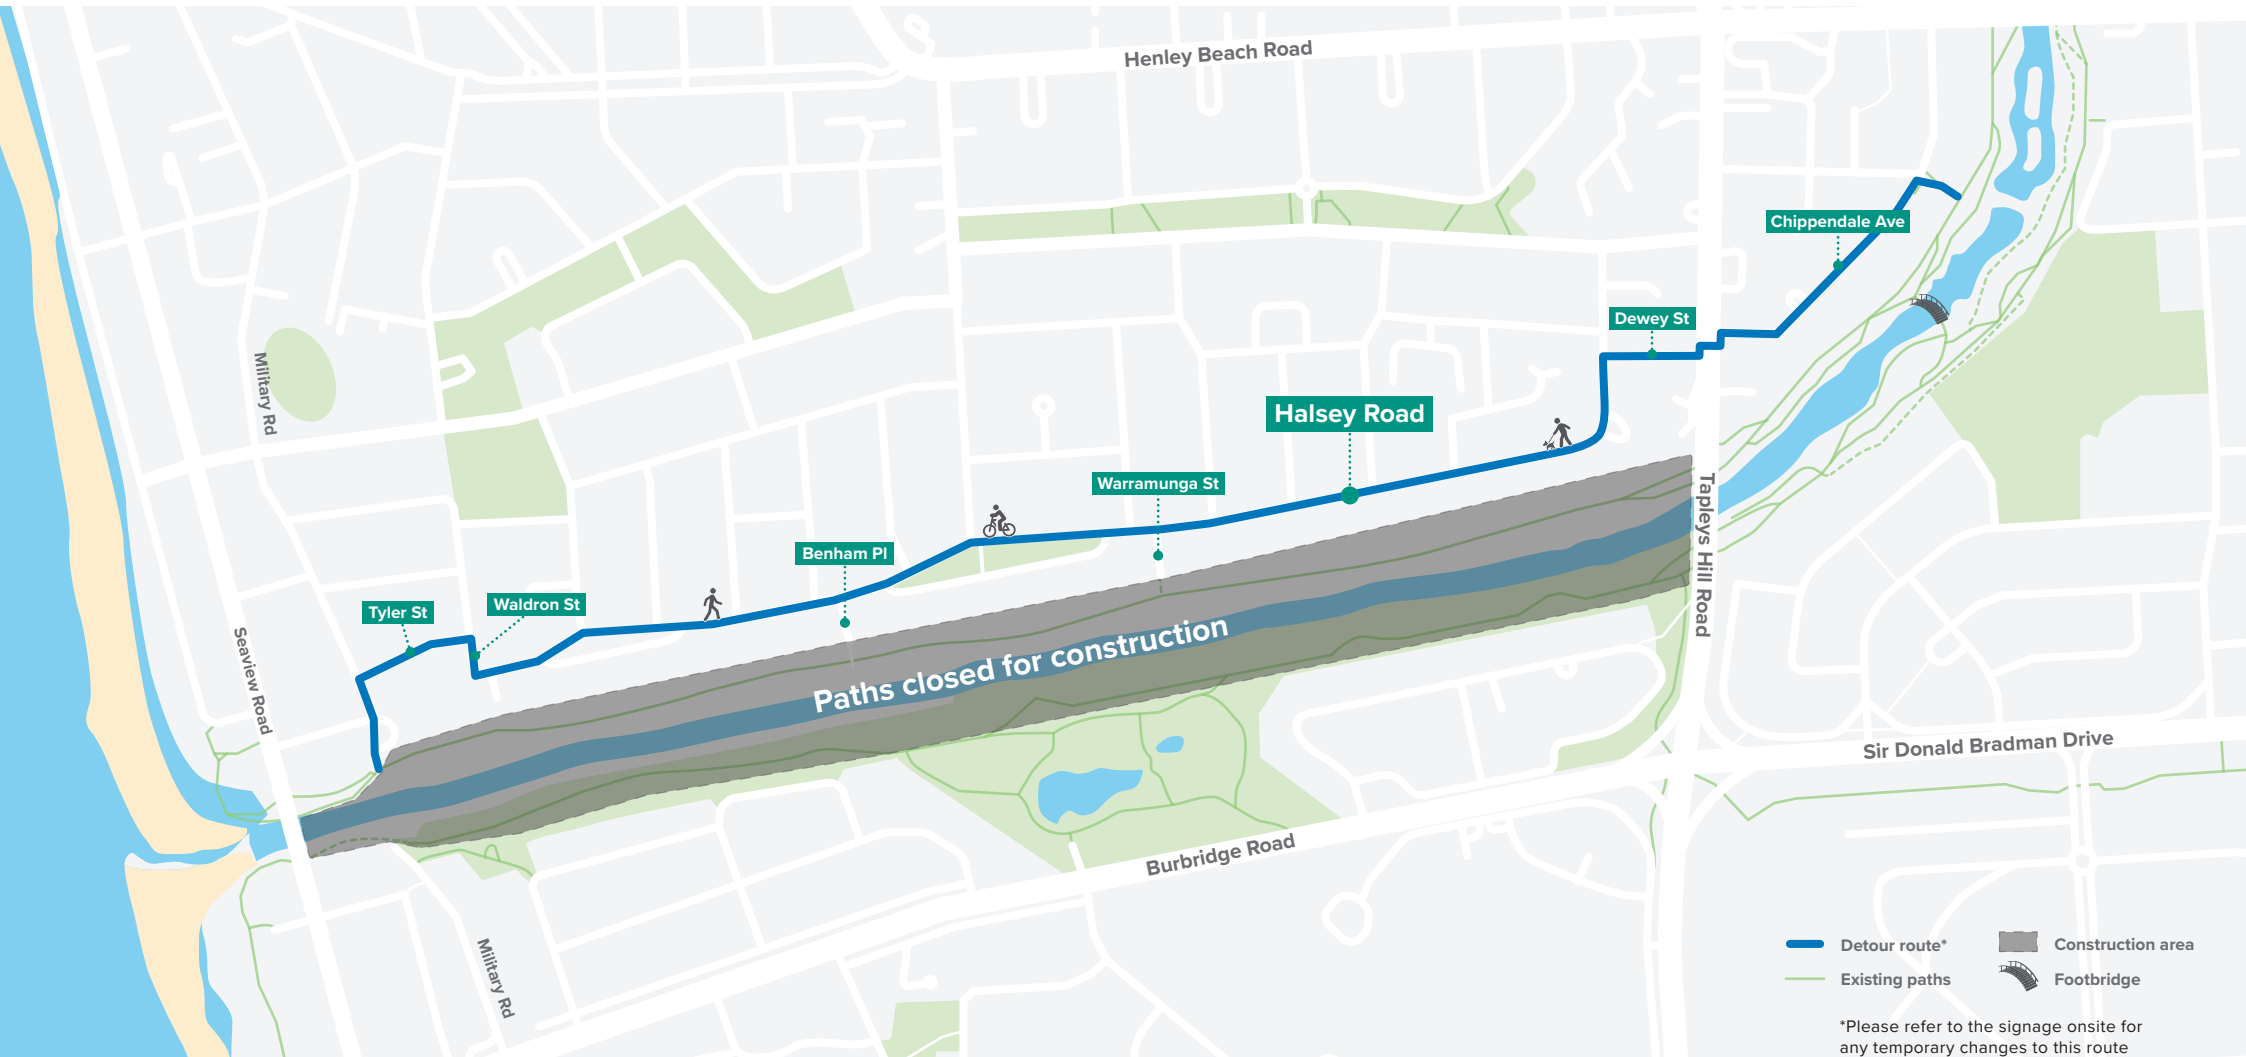 Henley Beach Road
Chippendale Ave
Dewey St
Military Rd
Halsey Road
Warramunga St
Tapleys Hill Road
Benham Pl
Waldron St
Tyler St
Seaview Road
Paths closed for construction
Sir Donald Bradman Drive
Burbridge Road
Military Rd
Detour route*
Construction area
Existing paths
Footbridge
*Please refer to the signage onsite for
any temporary changes to this route